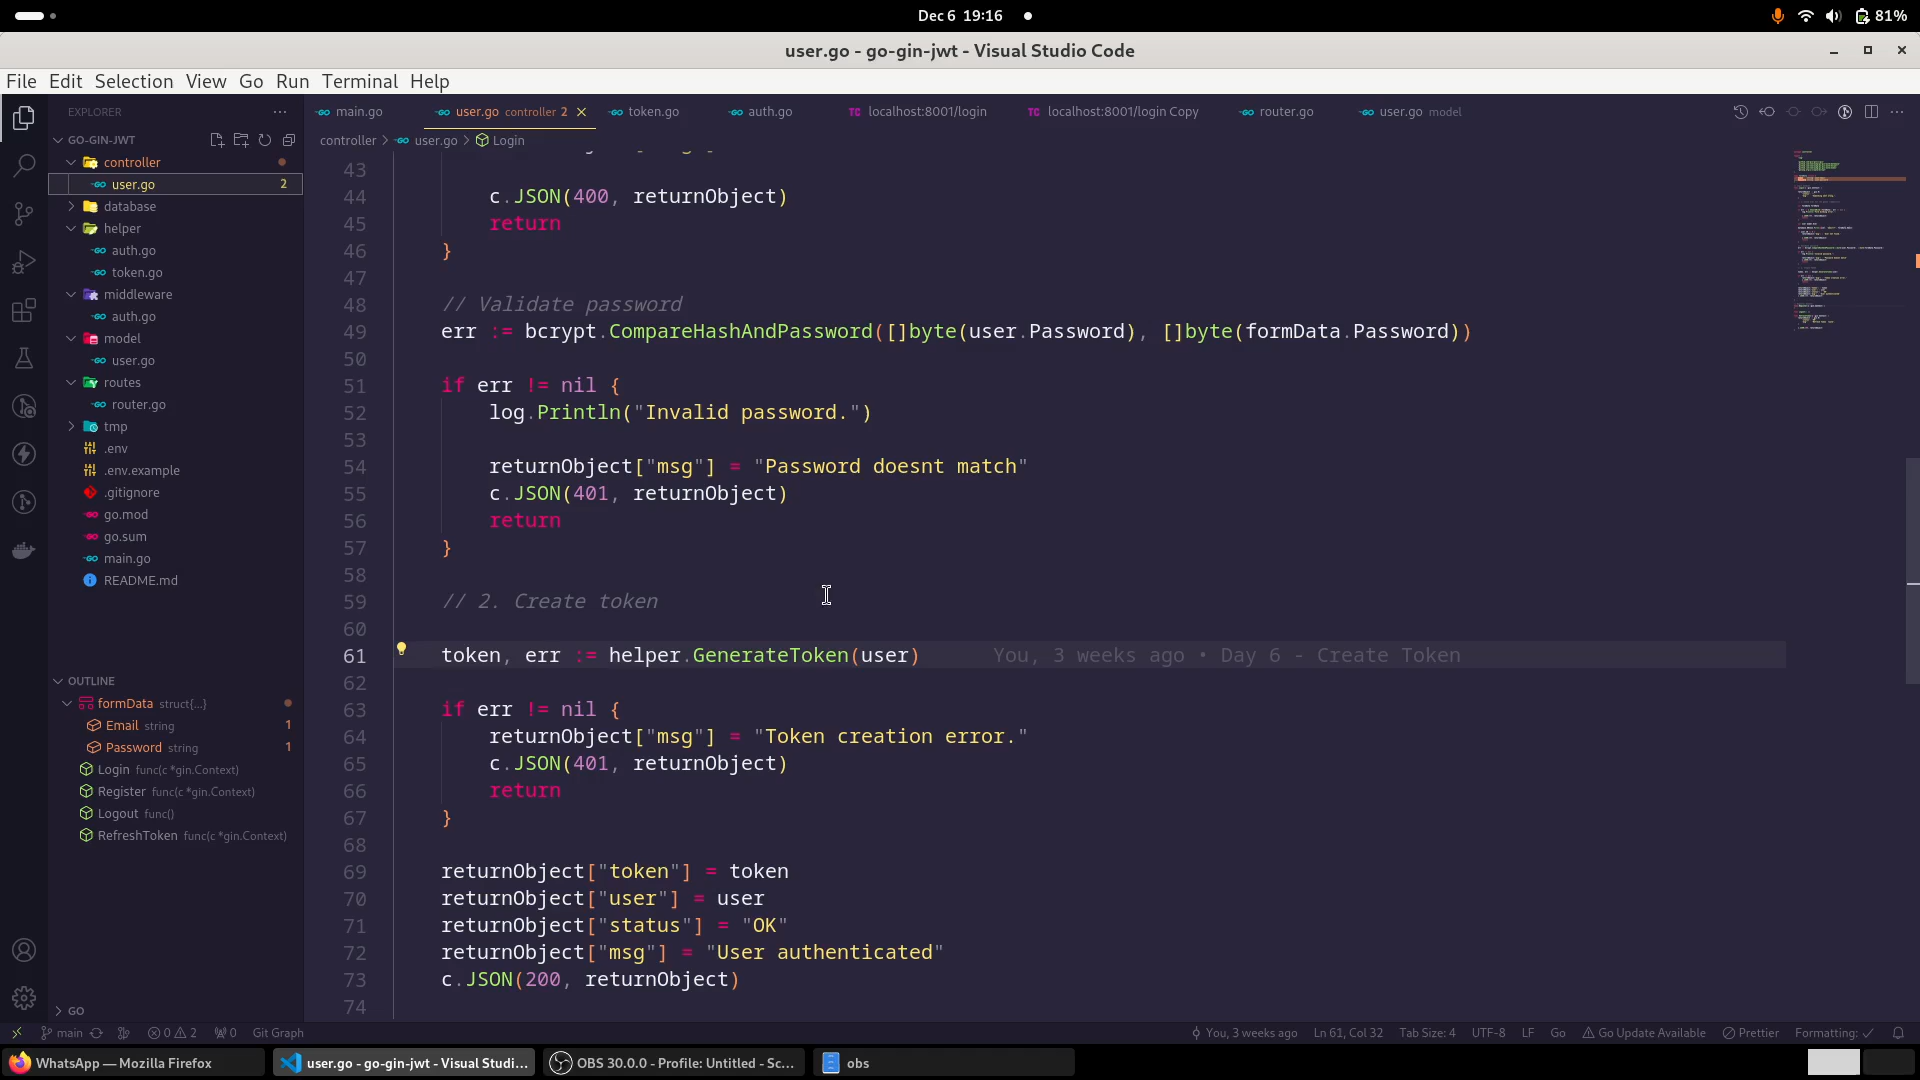 Dec 6 19:16
81%
user.go - go-gin-jwt - Visual Studio Code
File Edit Selection View Go Run Terminal Help
EXPLORER
main.go
user.go controller 2
token.go
auth.go
TC localhost:8001/login
TC localhost:8001/login Copy
router.go
user.go model
GO-GIN-JWT
controller > user.go > Login
controller
user.go 2
database
helper
auth.go
token.go
middleware
auth.go
model
user.go
routes
router.go
tmp
.env
.env.example
.gitignore
go.mod
go.sum
main.go
README.md
OUTLINE
formData struct{...}
Email string 1
Password string 1
Login func(c *gin.Context)
Register func(c *gin.Context)
Logout func()
RefreshToken func(c *gin.Context)
GO
43
44 c.JSON(400, returnObject)
45 return
46 }
47
48 // Validate password
49 err := bcrypt.CompareHashAndPassword([]byte(user.Password), []byte(formData.Password))
50
51 if err != nil {
52 log.Println("Invalid password.")
53
54 returnObject["msg"] = "Password doesnt match"
55 c.JSON(401, returnObject)
56 return
57 }
58
59 // 2. Create token
60
61 token, err := helper.GenerateToken(user) You, 3 weeks ago • Day 6 - Create Token
62
63 if err != nil {
64 returnObject["msg"] = "Token creation error."
65 c.JSON(401, returnObject)
66 return
67 }
68
69 returnObject["token"] = token
70 returnObject["user"] = user
71 returnObject["status"] = "OK"
72 returnObject["msg"] = "User authenticated"
73 c.JSON(200, returnObject)
74
main 0 2 0 Git Graph You, 3 weeks ago Ln 61, Col 32 Tab Size: 4 UTF-8 LF Go Go Update Available Prettier Formatting: ✓
WhatsApp — Mozilla Firefox
user.go - go-gin-jwt - Visual Studi...
OBS 30.0.0 - Profile: Untitled - Sc...
obs